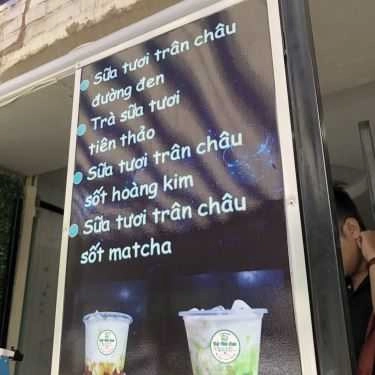 Sữa tươi trân châu
đường đen
Trà sữa tươi
tiên thảo
Sữa tươi trân châu
sốt hoàng kim
Sữa tươi trân châu
sốt matcha